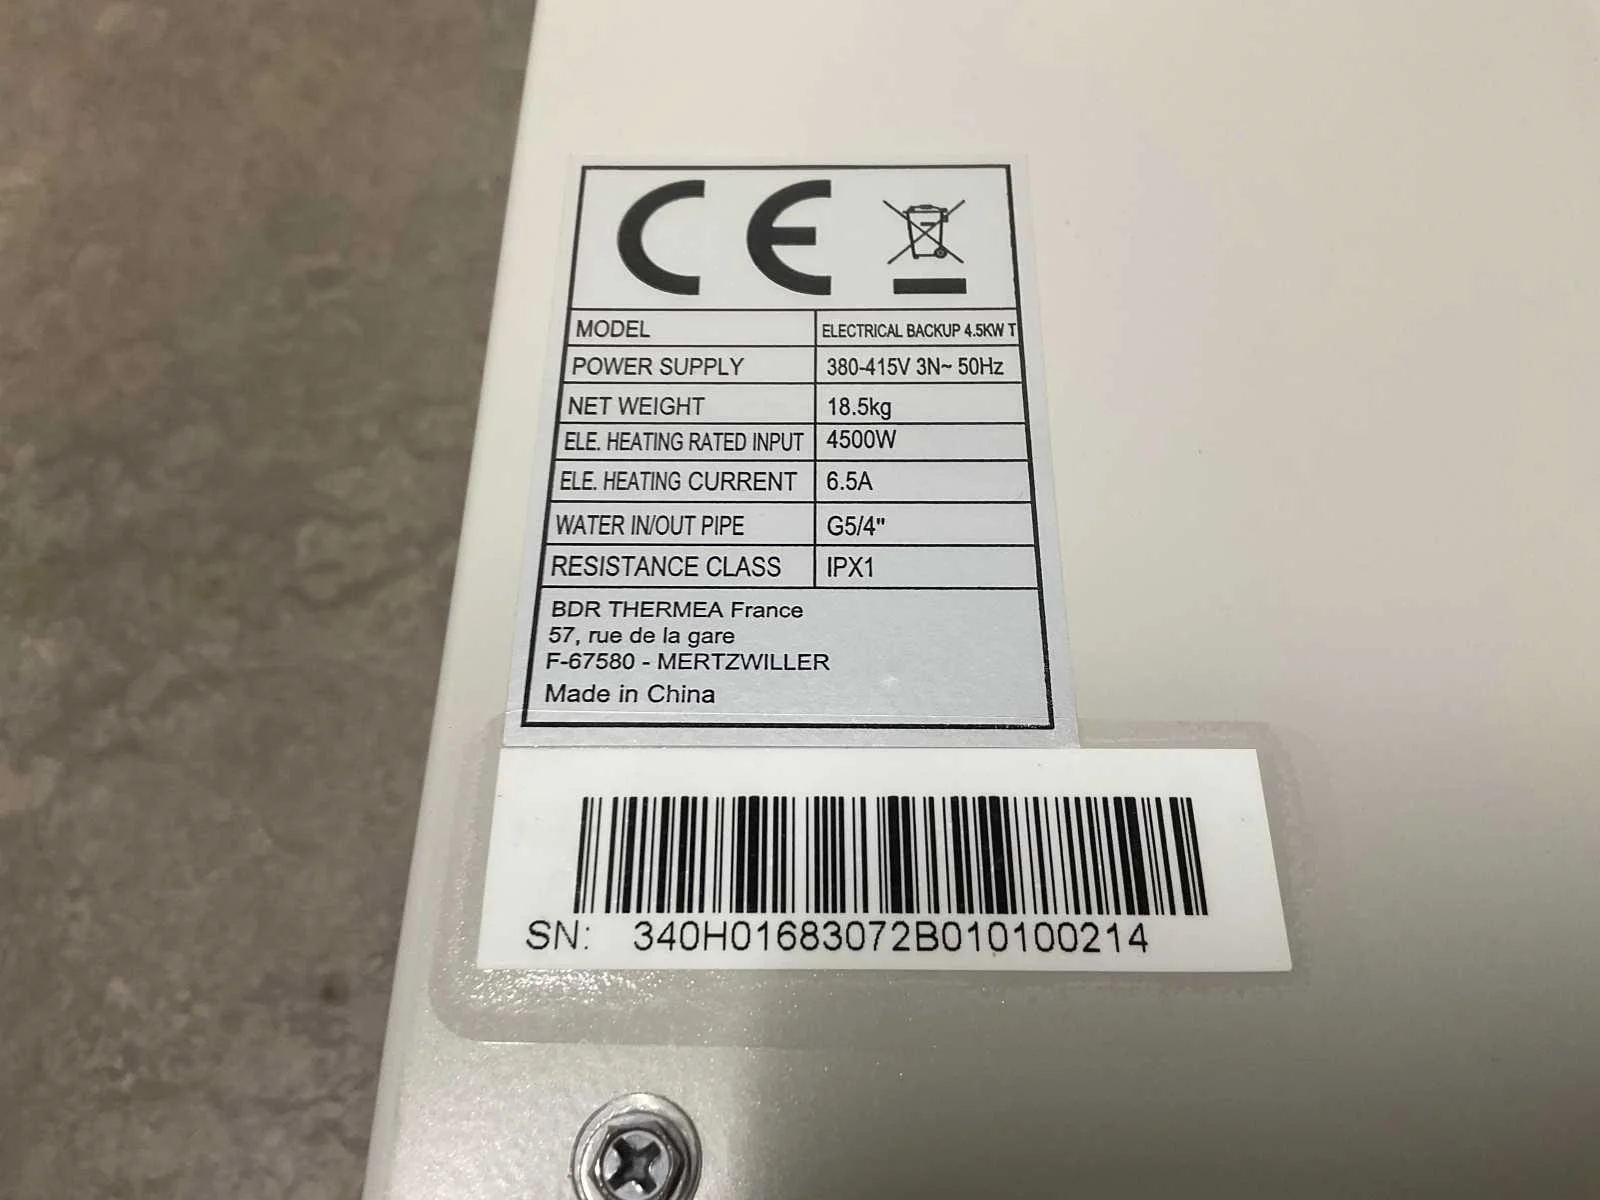 CE
MODEL ELECTRICAL BACKUP 4.5KW T
POWER SUPPLY 380-415V 3N~ 50Hz
NET WEIGHT 18.5kg
ELE. HEATING RATED INPUT 4500W
ELE. HEATING CURRENT 6.5A
WATER IN/OUT PIPE G5/4"
RESISTANCE CLASS IPX1
BDR THERMEA France
57, rue de la gare
F-67580 - MERTZWILLER
Made in China
SN: 340H01683072B010100214